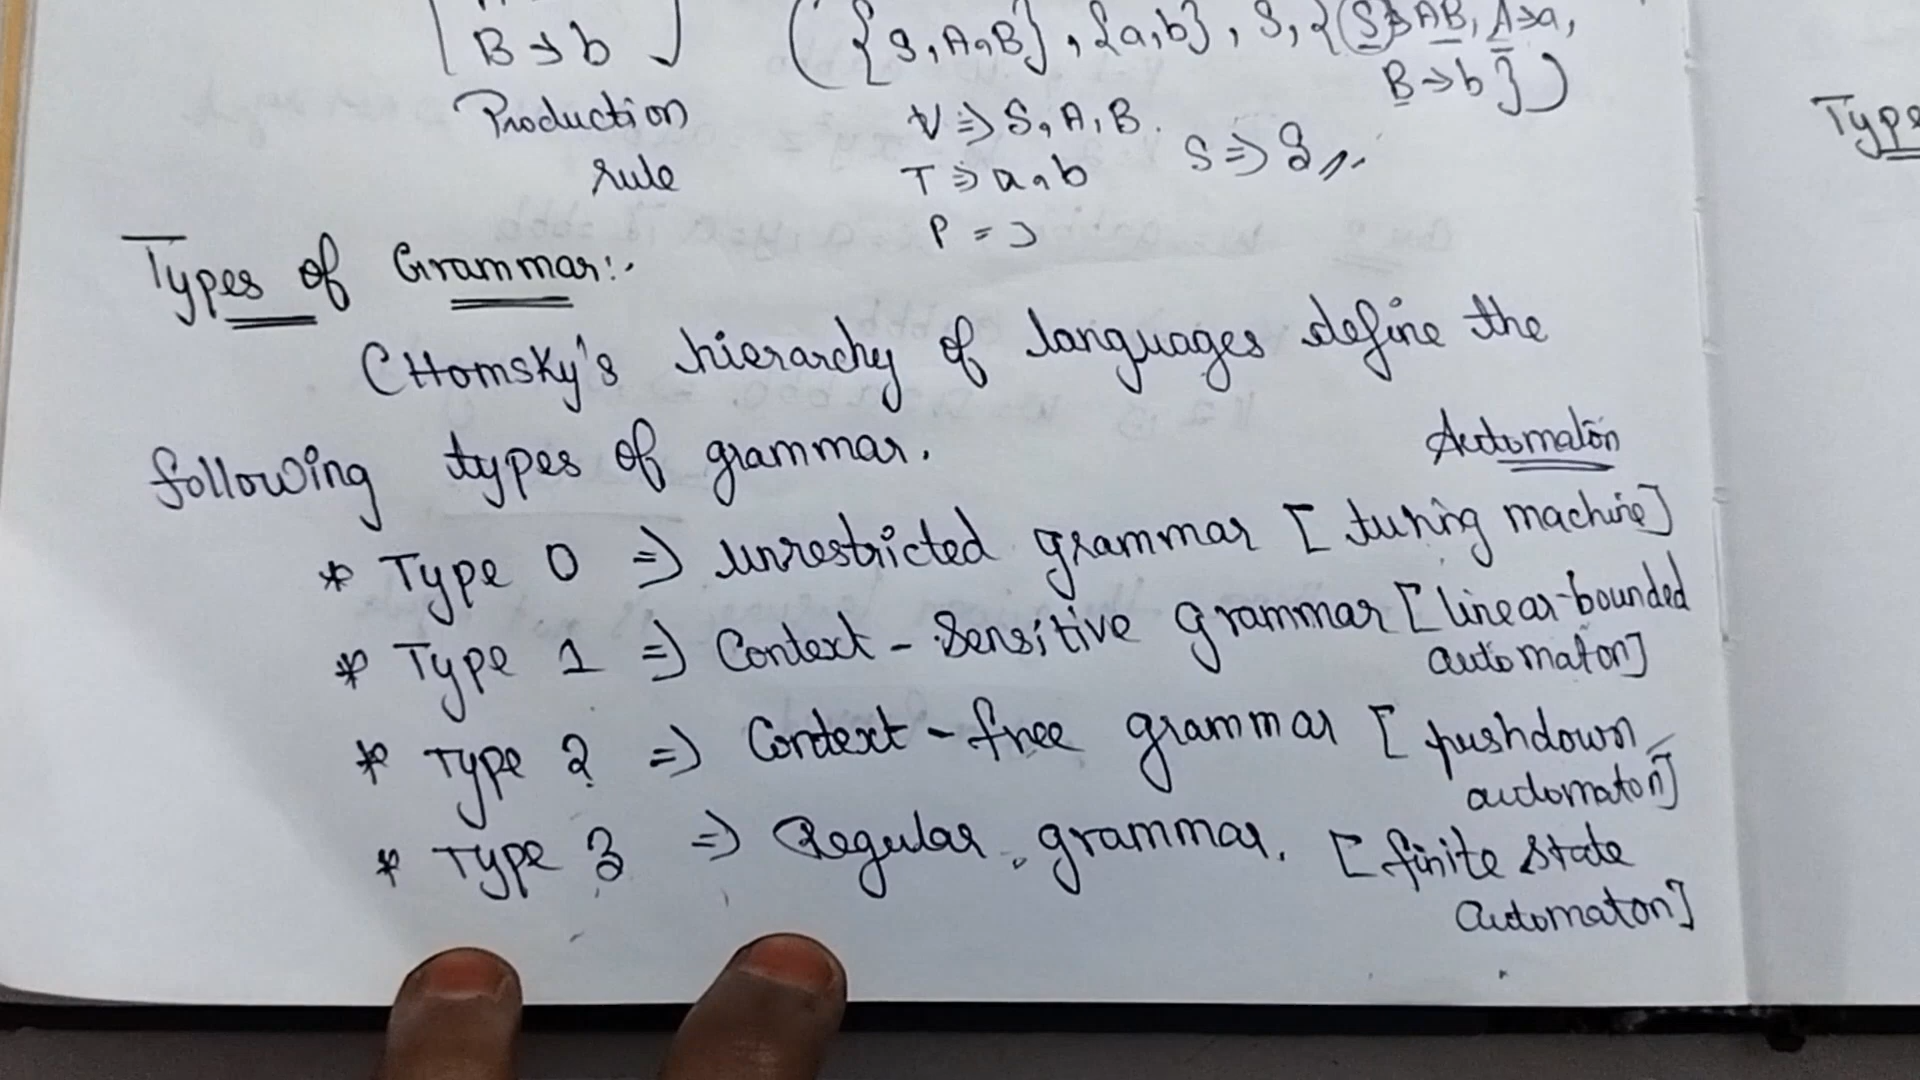 B → b ( {S, A, B}, {a, b}, S, {S → AB, A → a,
B → b } )
Production
rule
V ⇒ S, A, B.
T ⇒ a, b
S ⇒ S
P =
Type
Types of Grammar:-
CHomsky's hierarchy of languages define the
following types of grammar.
Automaton
* Type 0 ⇒ unrestricted grammar [ turing machine]
* Type 1 ⇒ Context - Sensitive grammar [ linear-bounded
automaton]
* Type 2 ⇒ Context - free grammar [ pushdown
automaton]
* Type 3 ⇒ Regular grammar. [ finite state
automaton]